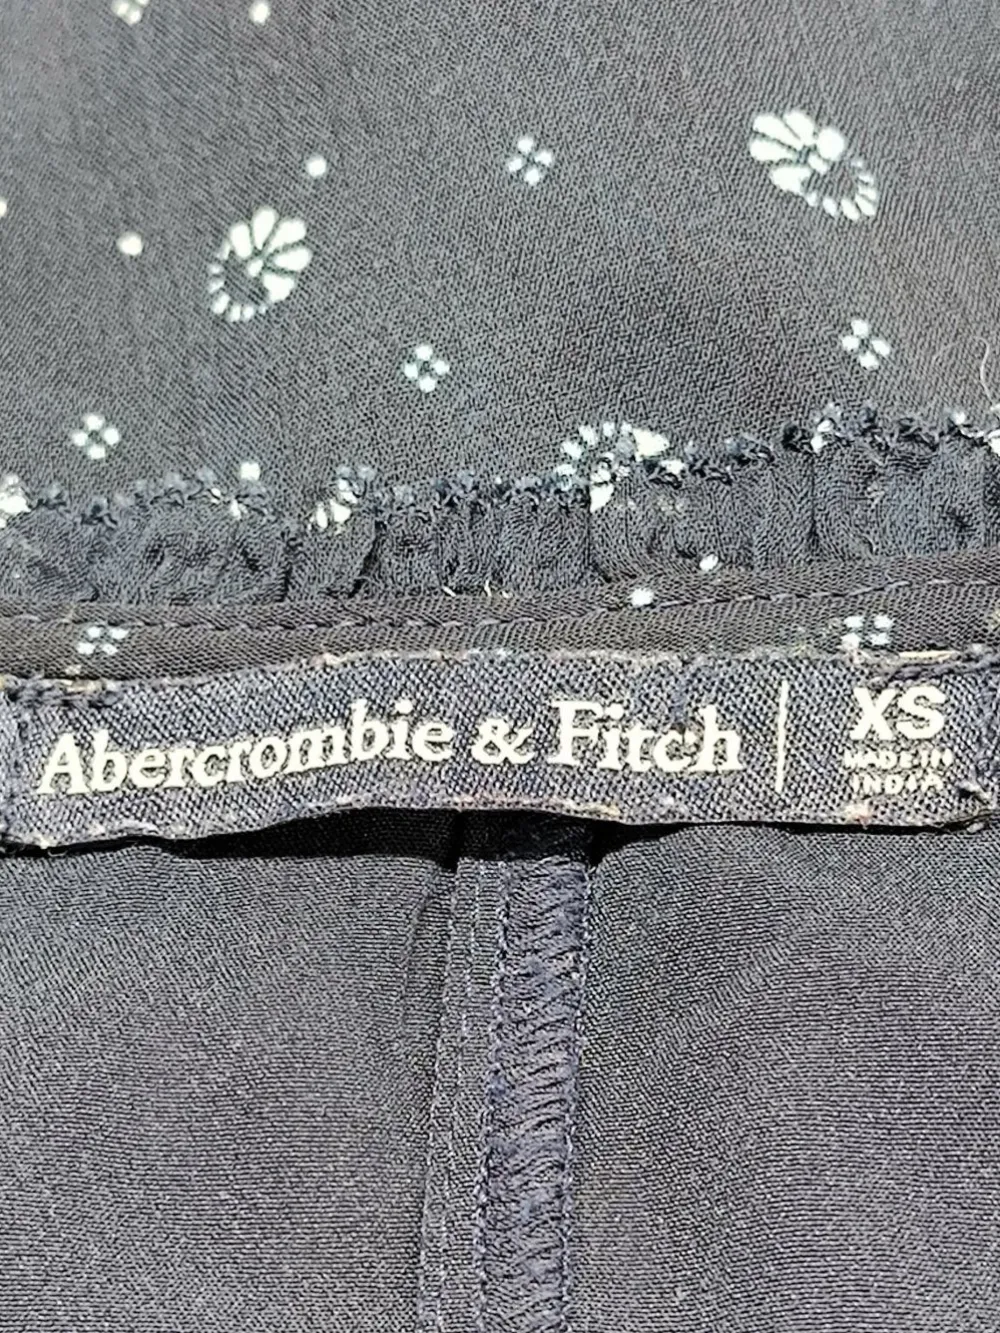 Abercrombie & Fitch | XS
MADE IN
INDIA